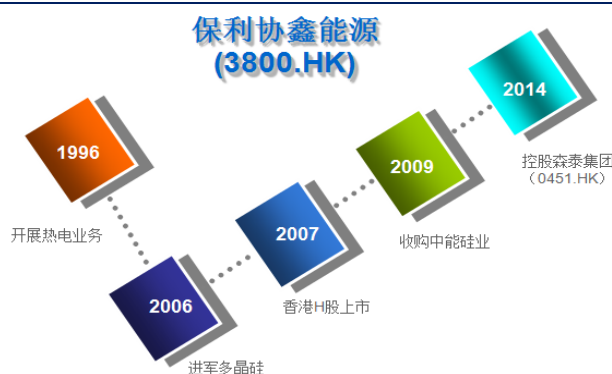 保利协鑫能源
(3800.HK)
1996
开展热电业务
2006
进军多晶硅
2007
香港H股上市
2009
收购中能硅业
2014
控股森泰集团
（0451.HK）